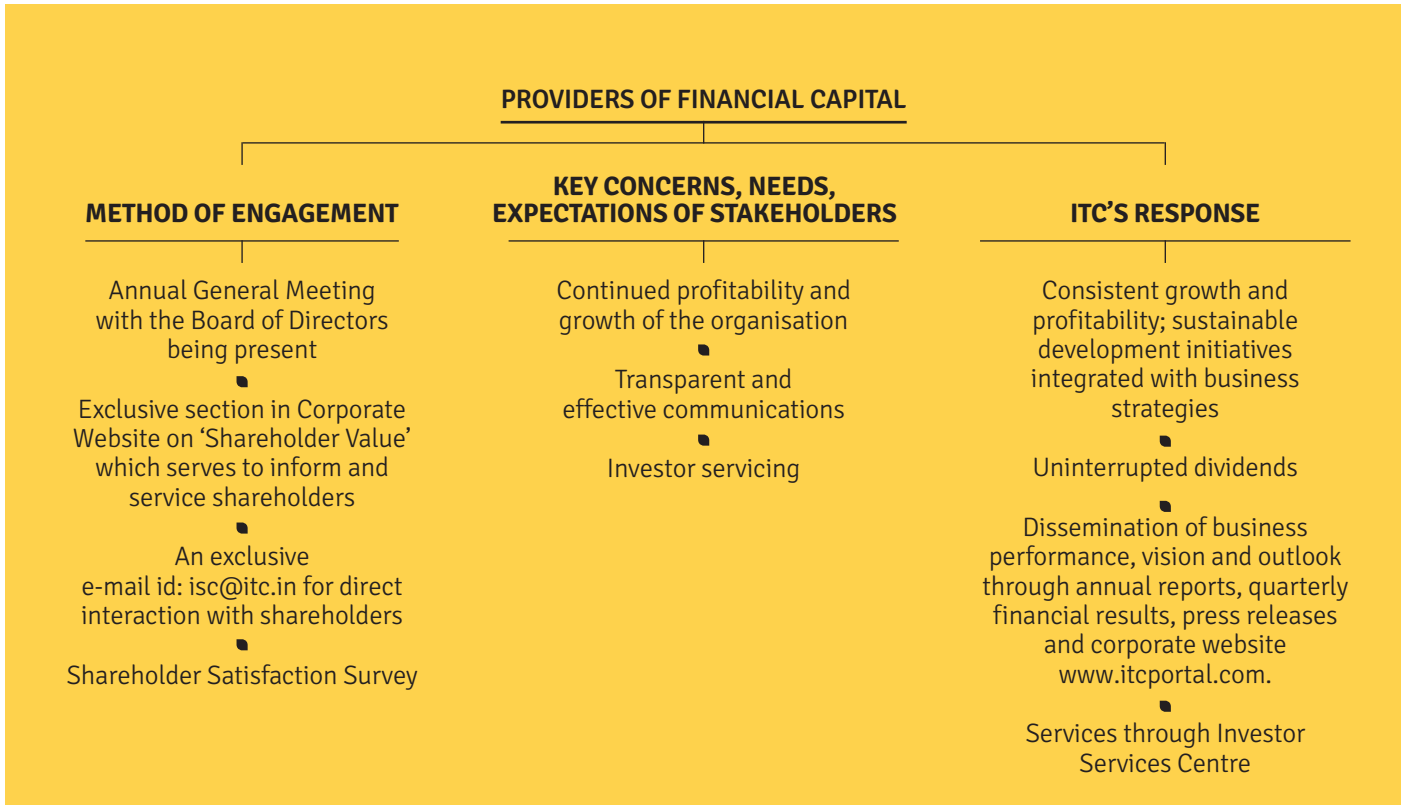 PROVIDERS OF FINANCIAL CAPITAL
METHOD OF ENGAGEMENT
Annual General Meeting
with the Board of Directors
being present
Exclusive section in Corporate
Website on ‘Shareholder Value’
which serves to inform and
service shareholders
An exclusive
e-mail id: isc@itc.in for direct
interaction with shareholders
Shareholder Satisfaction Survey
KEY CONCERNS, NEEDS,
EXPECTATIONS OF STAKEHOLDERS
Continued profitability and
growth of the organisation
Transparent and
effective communications
Investor servicing
ITC’S RESPONSE
Consistent growth and
profitability; sustainable
development initiatives
integrated with business
strategies
Uninterrupted dividends
Dissemination of business
performance, vision and outlook
through annual reports, quarterly
financial results, press releases
and corporate website
www.itcportal.com.
Services through Investor
Services Centre